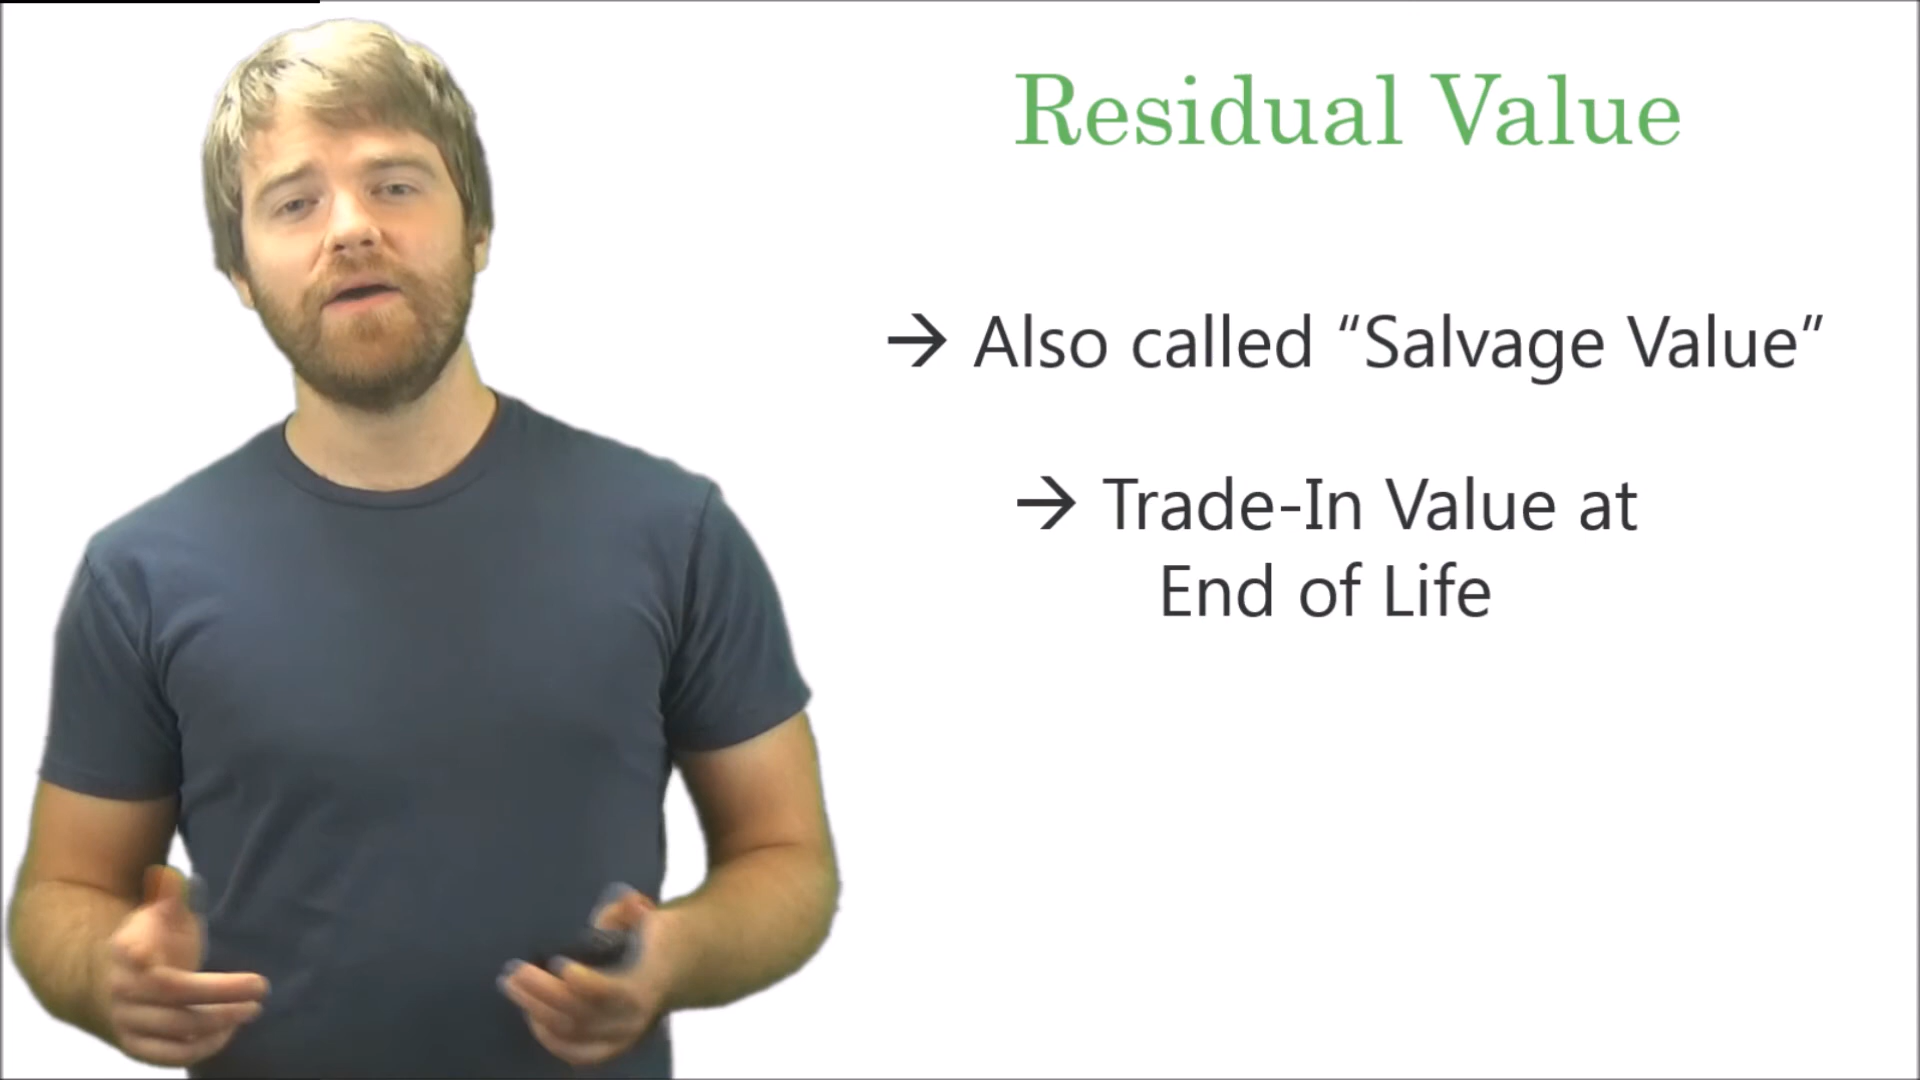 Residual Value
→ Also called “Salvage Value”
→ Trade-In Value at
End of Life